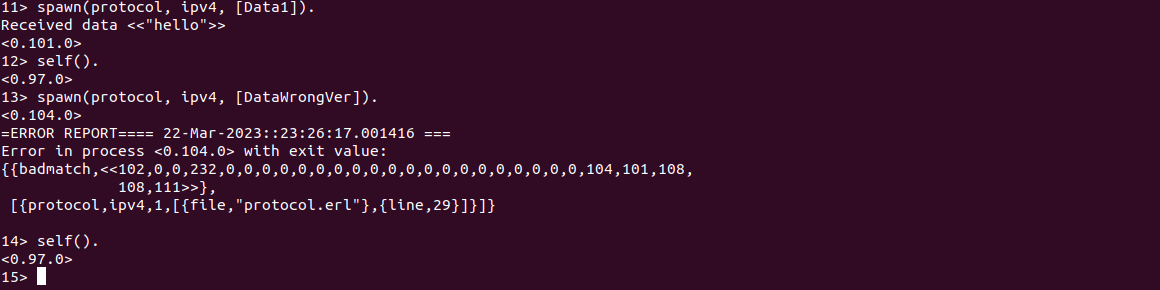 11> spawn(protocol, ipv4, [Data1]).
Received data <<"hello">>
<0.101.0>
12> self().
<0.97.0>
13> spawn(protocol, ipv4, [DataWrongVer]).
<0.104.0>
=ERROR REPORT==== 22-Mar-2023::23:26:17.001416 ===
Error in process <0.104.0> with exit value:
{{badmatch,<<102,0,0,232,0,0,0,0,0,0,0,0,0,0,0,0,0,0,0,0,0,0,0,0,104,101,108,
108,111>>},
[{protocol,ipv4,1,[{file,"protocol.erl"},{line,29}]}]}
14> self().
<0.97.0>
15>